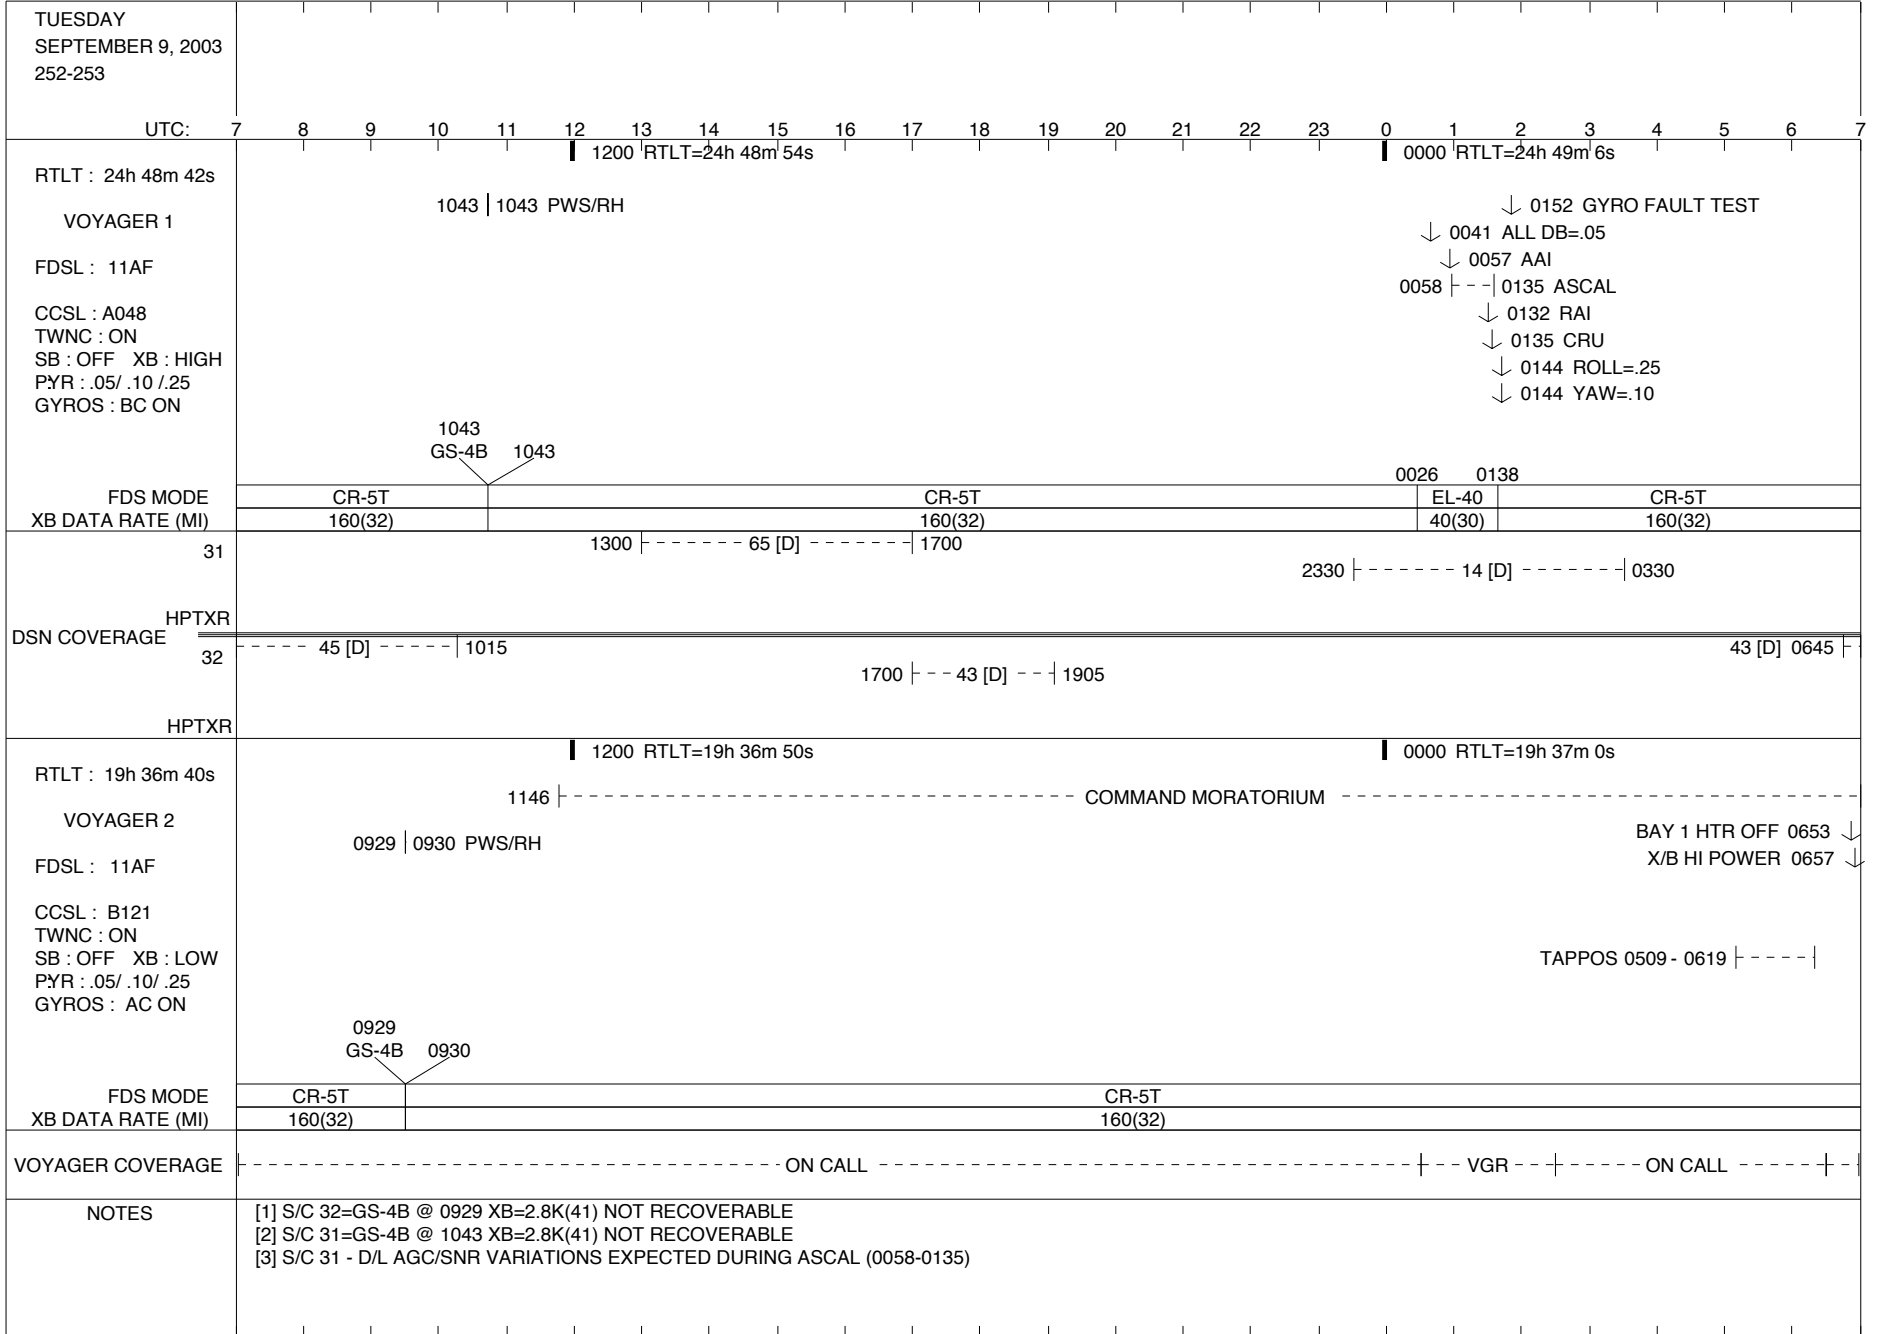 TUESDAY
SEPTEMBER 9, 2003
252-253
UTC: 7 8 9 10 11 12 13 14 15 16 17 18 19 20 21 22 23 0 1 2 3 4 5 6 7
1200 RTLT=24h 48m 54s 0000 RTLT=24h 49m 6s
RTLT : 24h 48m 42s
1043 1043 PWS/RH 0152 GYRO FAULT TEST
VOYAGER 1
0041 ALL DB=.05
0057 AAI
FDSL : 11AF
0058 0135 ASCAL
CCSL : A048
0132 RAI
TWNC : ON
0135 CRU
SB : OFF XB : HIGH
0144 ROLL=.25
P:YR : .05/ .10 /.25
0144 YAW=.10
GYROS : BC ON
1043
GS-4B 1043
0026 0138
FDS MODE CR-5T CR-5T EL-40 CR-5T
XB DATA RATE (MI) 160(32) 160(32) 40(30) 160(32)
31 1300 65 [D] 1700
2330 14 [D] 0330
HPTXR
DSN COVERAGE
32 45 [D] 1015 43 [D] 0645
1700 43 [D] 1905
HPTXR
1200 RTLT=19h 36m 50s 0000 RTLT=19h 37m 0s
RTLT : 19h 36m 40s
1146 COMMAND MORATORIUM
VOYAGER 2
BAY 1 HTR OFF 0653
0929 0930 PWS/RH
X/B HI POWER 0657
FDSL : 11AF
CCSL : B121
TWNC : ON
SB : OFF XB : LOW
TAPPOS 0509 - 0619
P:YR : .05/ .10/ .25
GYROS : AC ON
0929
GS-4B 0930
FDS MODE CR-5T CR-5T
XB DATA RATE (MI) 160(32) 160(32)
VOYAGER COVERAGE ON CALL VGR ON CALL
NOTES
[1] S/C 32=GS-4B @ 0929 XB=2.8K(41) NOT RECOVERABLE
[2] S/C 31=GS-4B @ 1043 XB=2.8K(41) NOT RECOVERABLE
[3] S/C 31 - D/L AGC/SNR VARIATIONS EXPECTED DURING ASCAL (0058-0135)